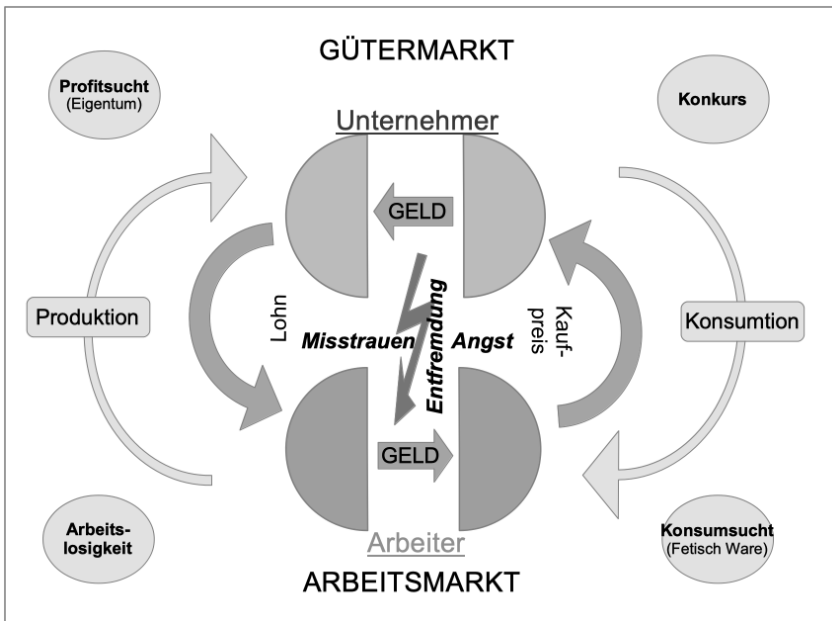 GÜTERMARKT
Profitsucht
(Eigentum)
Konkurs
Unternehmer
GELD
Produktion
Lohn
Misstrauen
Entfremdung
Angst
Kauf-
preis
Konsumtion
GELD
Arbeits-
losigkeit
Arbeiter
Konsumsucht
(Fetisch Ware)
ARBEITSMARKT